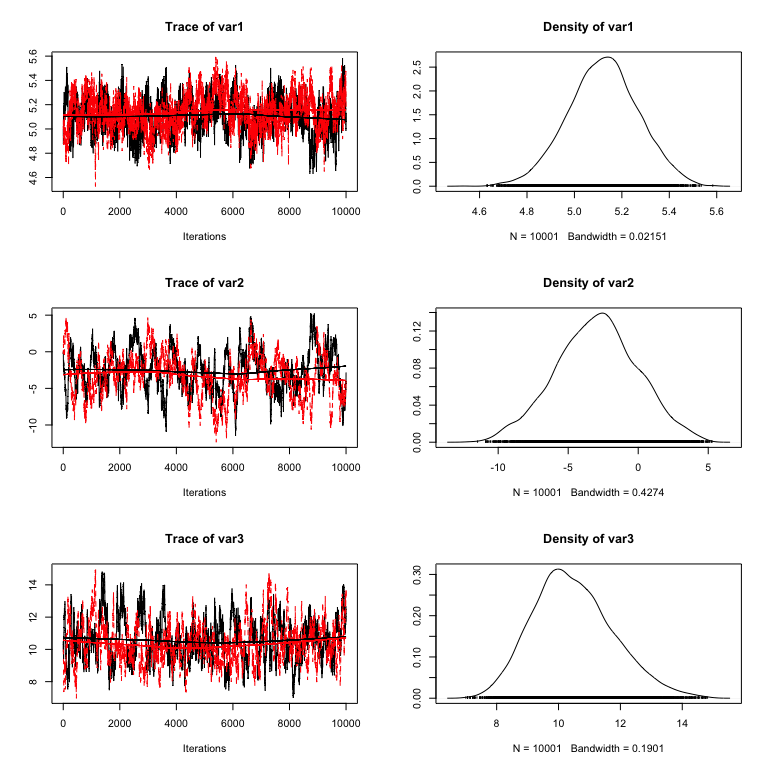 Trace of var1
4.6 4.8 5.0 5.2 5.4 5.6
0 2000 4000 6000 8000 10000
Iterations
Density of var1
0.0 0.5 1.0 1.5 2.0 2.5
4.6 4.8 5.0 5.2 5.4 5.6
N = 10001 Bandwidth = 0.02151
Trace of var2
-10 -5 0 5
0 2000 4000 6000 8000 10000
Iterations
Density of var2
0.00 0.04 0.08 0.12
-10 -5 0 5
N = 10001 Bandwidth = 0.4274
Trace of var3
8 10 12 14
0 2000 4000 6000 8000 10000
Iterations
Density of var3
0.00 0.10 0.20 0.30
8 10 12 14
N = 10001 Bandwidth = 0.1901